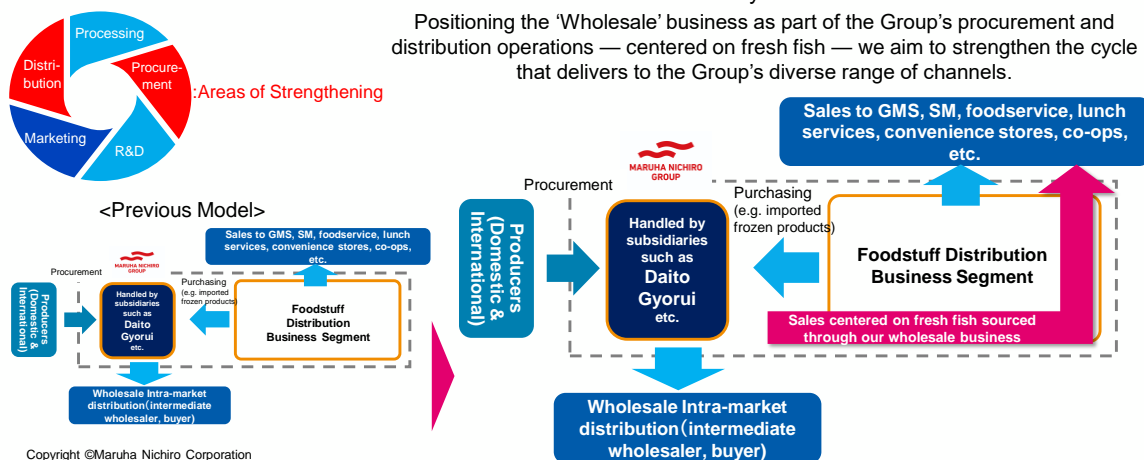 Positioning the ‘Wholesale’ business as part of the Group’s procurement and
distribution operations — centered on fresh fish — we aim to strengthen the cycle
that delivers to the Group’s diverse range of channels.
Processing
Distri-
bution
Procure-
ment
Marketing
R&D
:Areas of Strengthening
<Previous Model>
Sales to GMS, SM, foodservice, lunch
services, convenience stores, co-ops,
etc.
MARUHA NICHIRO
GROUP
Procurement
Purchasing
(e.g. imported
frozen products)
Producers
(Domestic &
International)
Handled by
subsidiaries
such as
Daito
Gyorui
etc.
Foodstuff
Distribution
Business Segment
Wholesale Intra-market
distribution(intermediate
wholesaler, buyer)
Sales to GMS, SM, foodservice, lunch
services, convenience stores, co-ops,
etc.
MARUHA NICHIRO
GROUP
Procurement
Purchasing
(e.g. imported
frozen products)
Producers
(Domestic &
International)
Handled by
subsidiaries
such as
Daito
Gyorui
etc.
Foodstuff Distribution
Business Segment
Sales centered on fresh fish sourced
through our wholesale business
Wholesale Intra-market
distribution(intermediate
wholesaler, buyer)
Copyright ©Maruha Nichiro Corporation